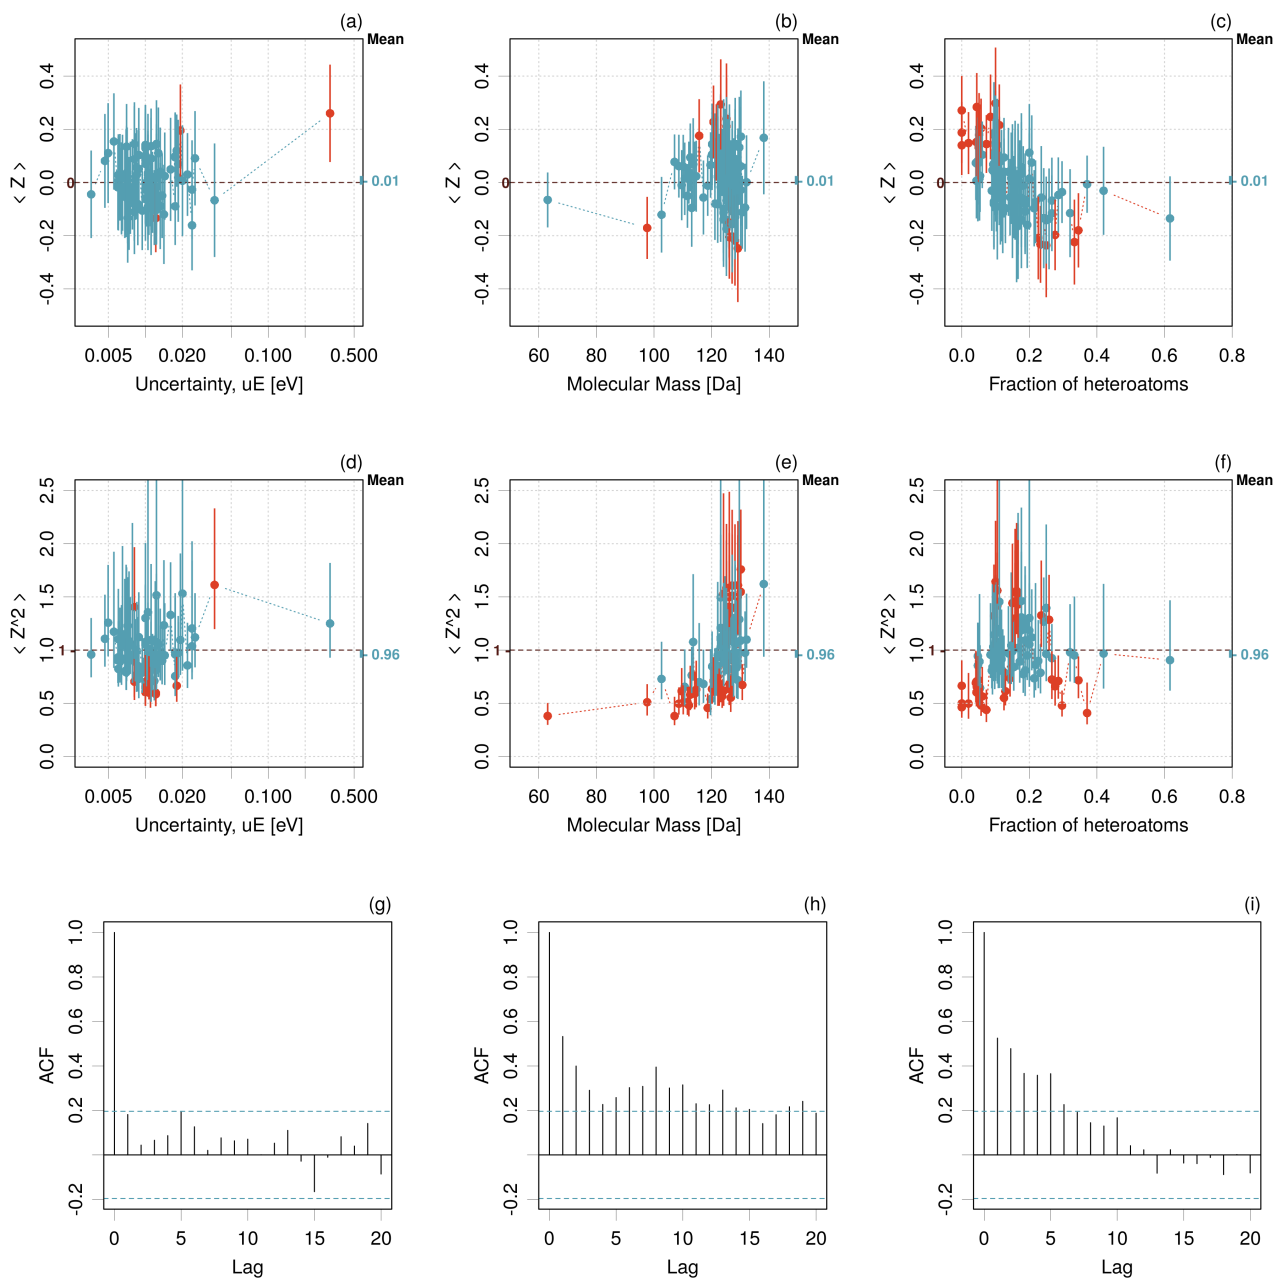 (a)
Mean
< Z >
0.4
0.2
0.0
-0.2
-0.4
0
0.01
0.005 0.020 0.100 0.500
Uncertainty, uE [eV]
(b)
Mean
< Z >
0.4
0.2
0.0
-0.2
-0.4
0
0.01
60 80 100 120 140
Molecular Mass [Da]
(c)
Mean
< Z >
0.4
0.2
0.0
-0.2
-0.4
0
0.01
0.0 0.2 0.4 0.6 0.8
Fraction of heteroatoms
(d)
Mean
< Z^2 >
2.5
2.0
1.5
1.0
0.5
0.0
1
0.96
0.005 0.020 0.100 0.500
Uncertainty, uE [eV]
(e)
Mean
< Z^2 >
2.5
2.0
1.5
1.0
0.5
0.0
1
0.96
60 80 100 120 140
Molecular Mass [Da]
(f)
Mean
< Z^2 >
2.5
2.0
1.5
1.0
0.5
0.0
1
0.96
0.0 0.2 0.4 0.6 0.8
Fraction of heteroatoms
(g)
ACF
1.0
0.8
0.6
0.4
0.2
-0.2
0 5 10 15 20
Lag
(h)
ACF
1.0
0.8
0.6
0.4
0.2
-0.2
0 5 10 15 20
Lag
(i)
ACF
1.0
0.8
0.6
0.4
0.2
-0.2
0 5 10 15 20
Lag